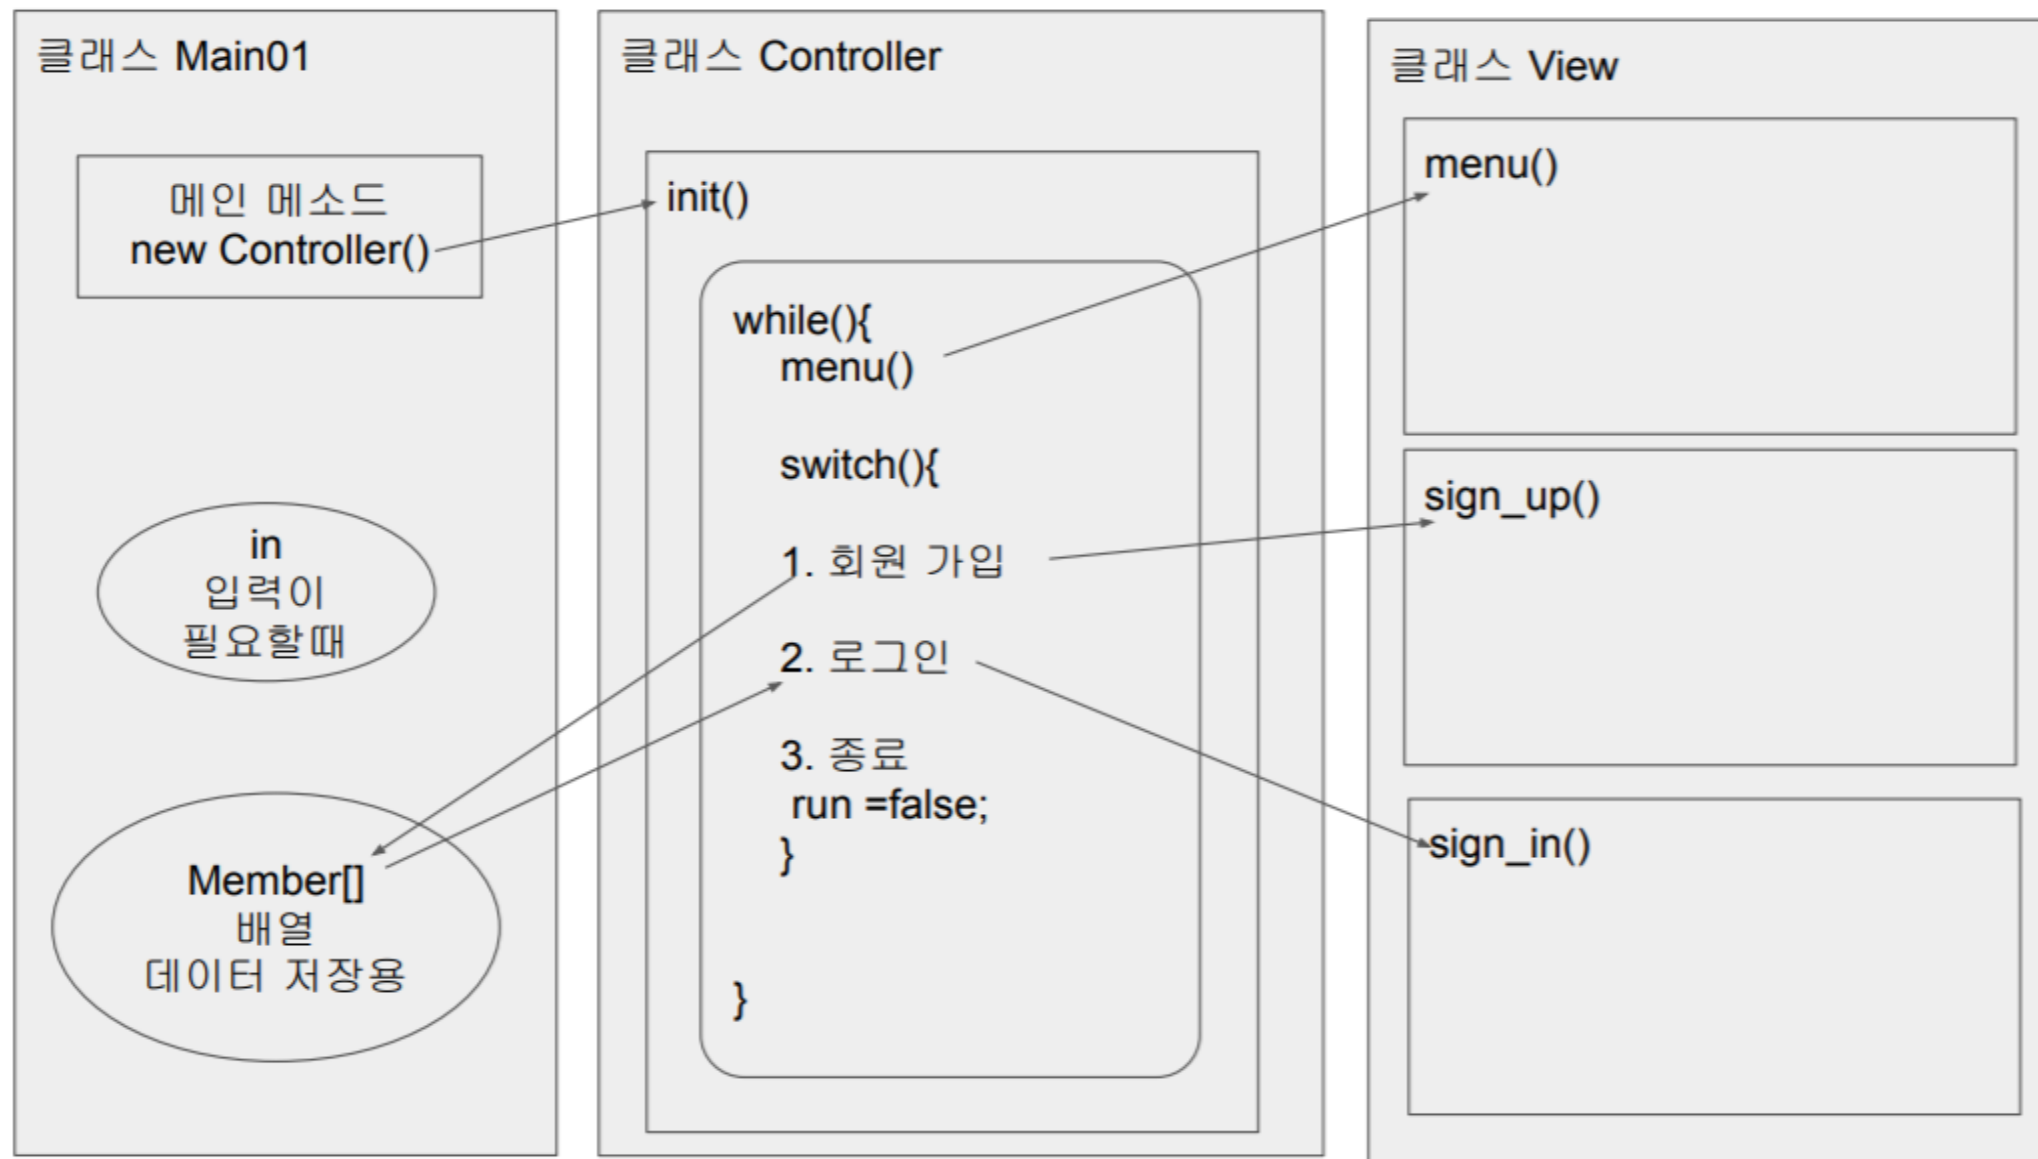 클래스 Main01
메인 메소드
new Controller()
in
입력이
필요할때
Member[]
배열
데이터 저장용
클래스 Controller
init()
while(){
menu()
switch(){
1. 회원 가입
2. 로그인
3. 종료
run =false;
}
}
클래스 View
menu()
sign_up()
sign_in()